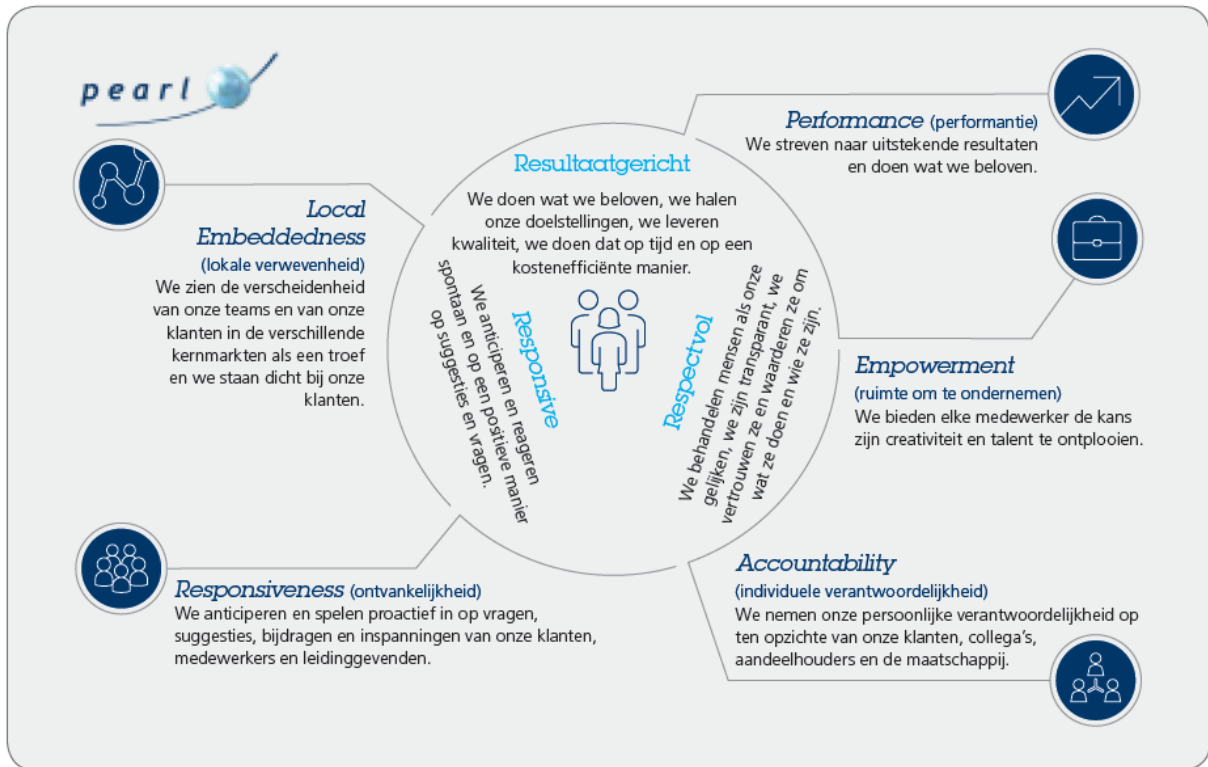 pearl
Performance (performantie)
We streven naar uitstekende resultaten
en doen wat we beloven.
Resultaatgericht
We doen wat we beloven, we halen
onze doelstellingen, we leveren
kwaliteit, we doen dat op tijd en op een
kostenefficiënte manier.
Local
Embeddedness
(lokale verwevenheid)
We zien de verscheidenheid
van onze teams en van onze
klanten in de verschillende
kernmarkten als een troef
en we staan dicht bij onze
klanten.
Responsive
We anticiperen en reageren
spontaan en op een positieve manier
op suggesties en vragen.
Respectvol
We behandelen mensen als onze
gelijken, we zijn transparant, we
vertrouwen ze en waarderen ze om
wat ze doen en wie ze zijn.
Empowerment
(ruimte om te ondernemen)
We bieden elke medewerker de kans
zijn creativiteit en talent te ontplooien.
Responsiveness (ontvankelijkheid)
We anticiperen en spelen proactief in op vragen,
suggesties, bijdragen en inspanningen van onze klanten,
medewerkers en leidinggevenden.
Accountability
(individuele verantwoordelijkheid)
We nemen onze persoonlijke verantwoordelijkheid op
ten opzichte van onze klanten, collega's,
aandeelhouders en de maatschappij.